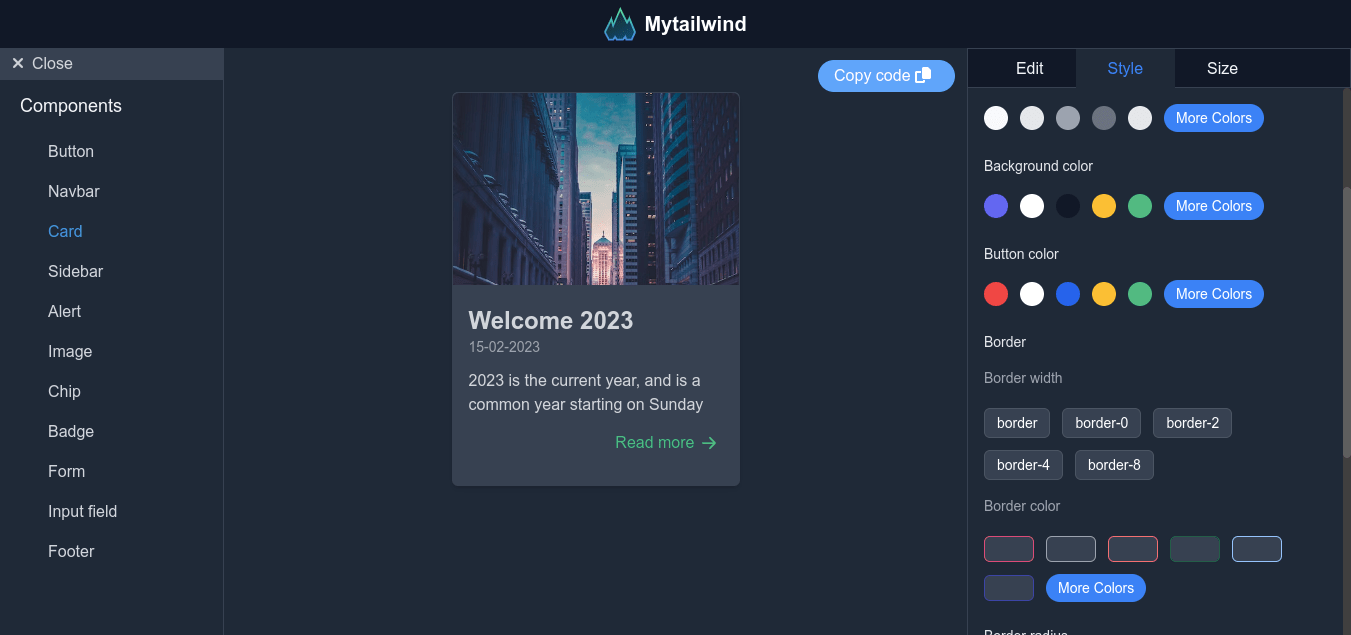 Mytailwind
Close
Components
Button
Navbar
Card
Sidebar
Alert
Image
Chip
Badge
Form
Input field
Footer
Copy code
Welcome 2023
15-02-2023
2023 is the current year, and is a
common year starting on Sunday
Read more
Edit Style Size
More Colors
Background color
More Colors
Button color
More Colors
Border
Border width
border border-0 border-2
border-4 border-8
Border color
More Colors
Border radius